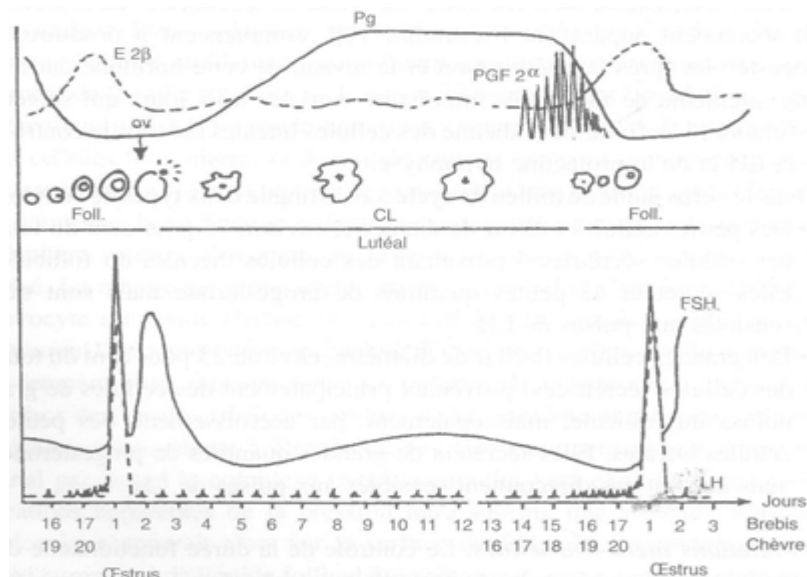 Pg
E 2β
PGF 2α
ov
Foll. CL Foll.
Lutéal
FSH
LH
Jours
16 17 1 2 3 4 5 6 7 8 9 10 11 12 13 14 15 16 17 1 2 3 Brebis
19 20 16 17 18 19 20 Chèvre
Œstrus Œstrus